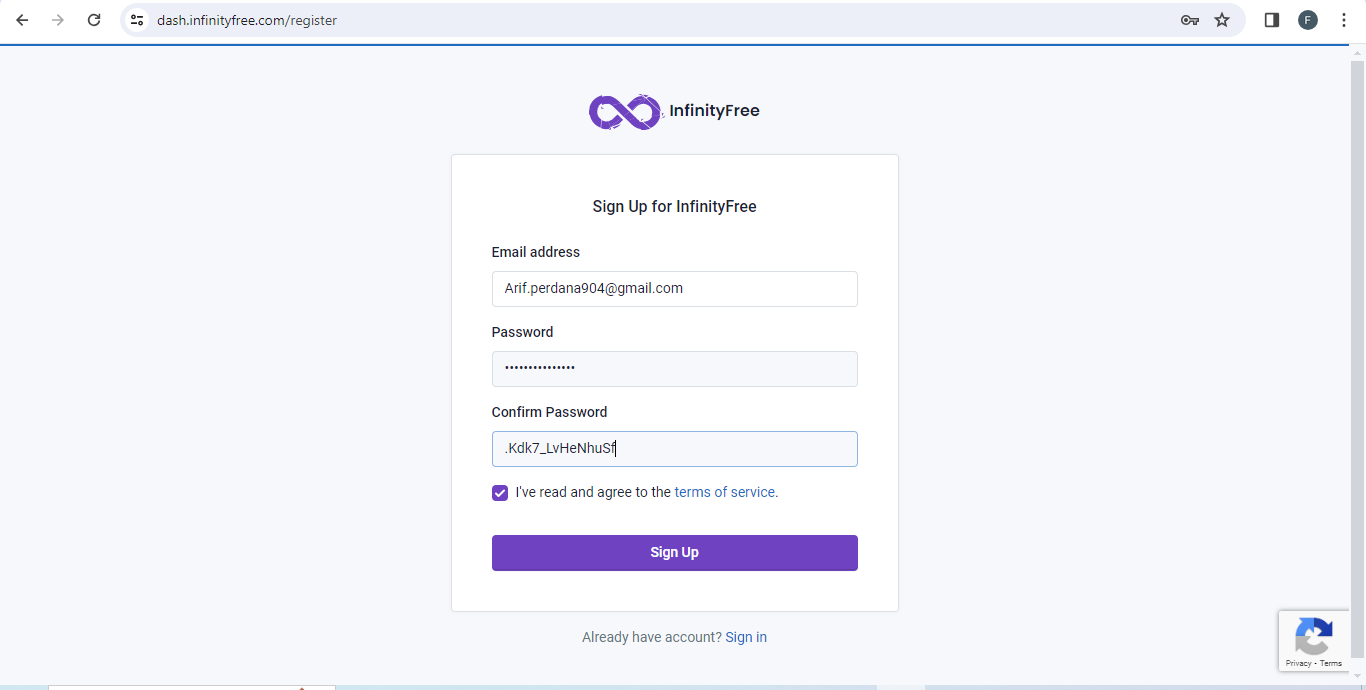 dash.infinityfree.com/register
F
InfinityFree
Sign Up for InfinityFree
Email address
Arif.perdana904@gmail.com
Password
•••••••••••••••
Confirm Password
.Kdk7_LvHeNhuSf
I've read and agree to the terms of service.
Sign Up
Already have account? Sign in
Privacy - Terms